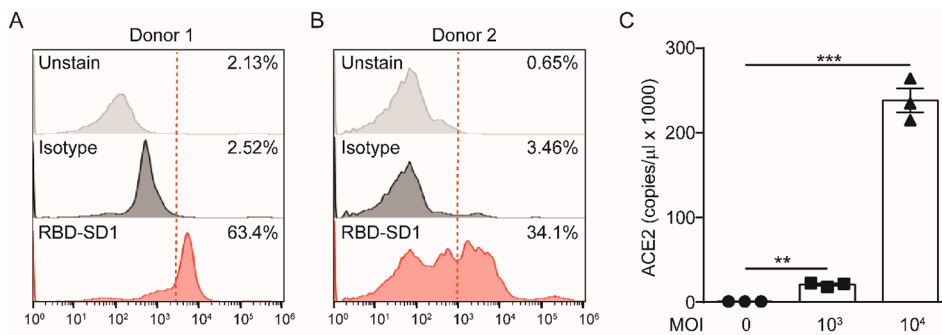 A
Donor 1
Unstain 2.13%
Isotype 2.52%
RBD-SD1 63.4%
10⁰ 10¹ 10² 10³ 10⁴ 10⁵ 10⁶
B
Donor 2
Unstain 0.65%
Isotype 3.46%
RBD-SD1 34.1%
10⁰ 10¹ 10² 10³ 10⁴ 10⁵ 10⁶
C
ACE2 (copies/µl x 1000)
300
200
100
0
***
**
MOI 0 10³ 10⁴